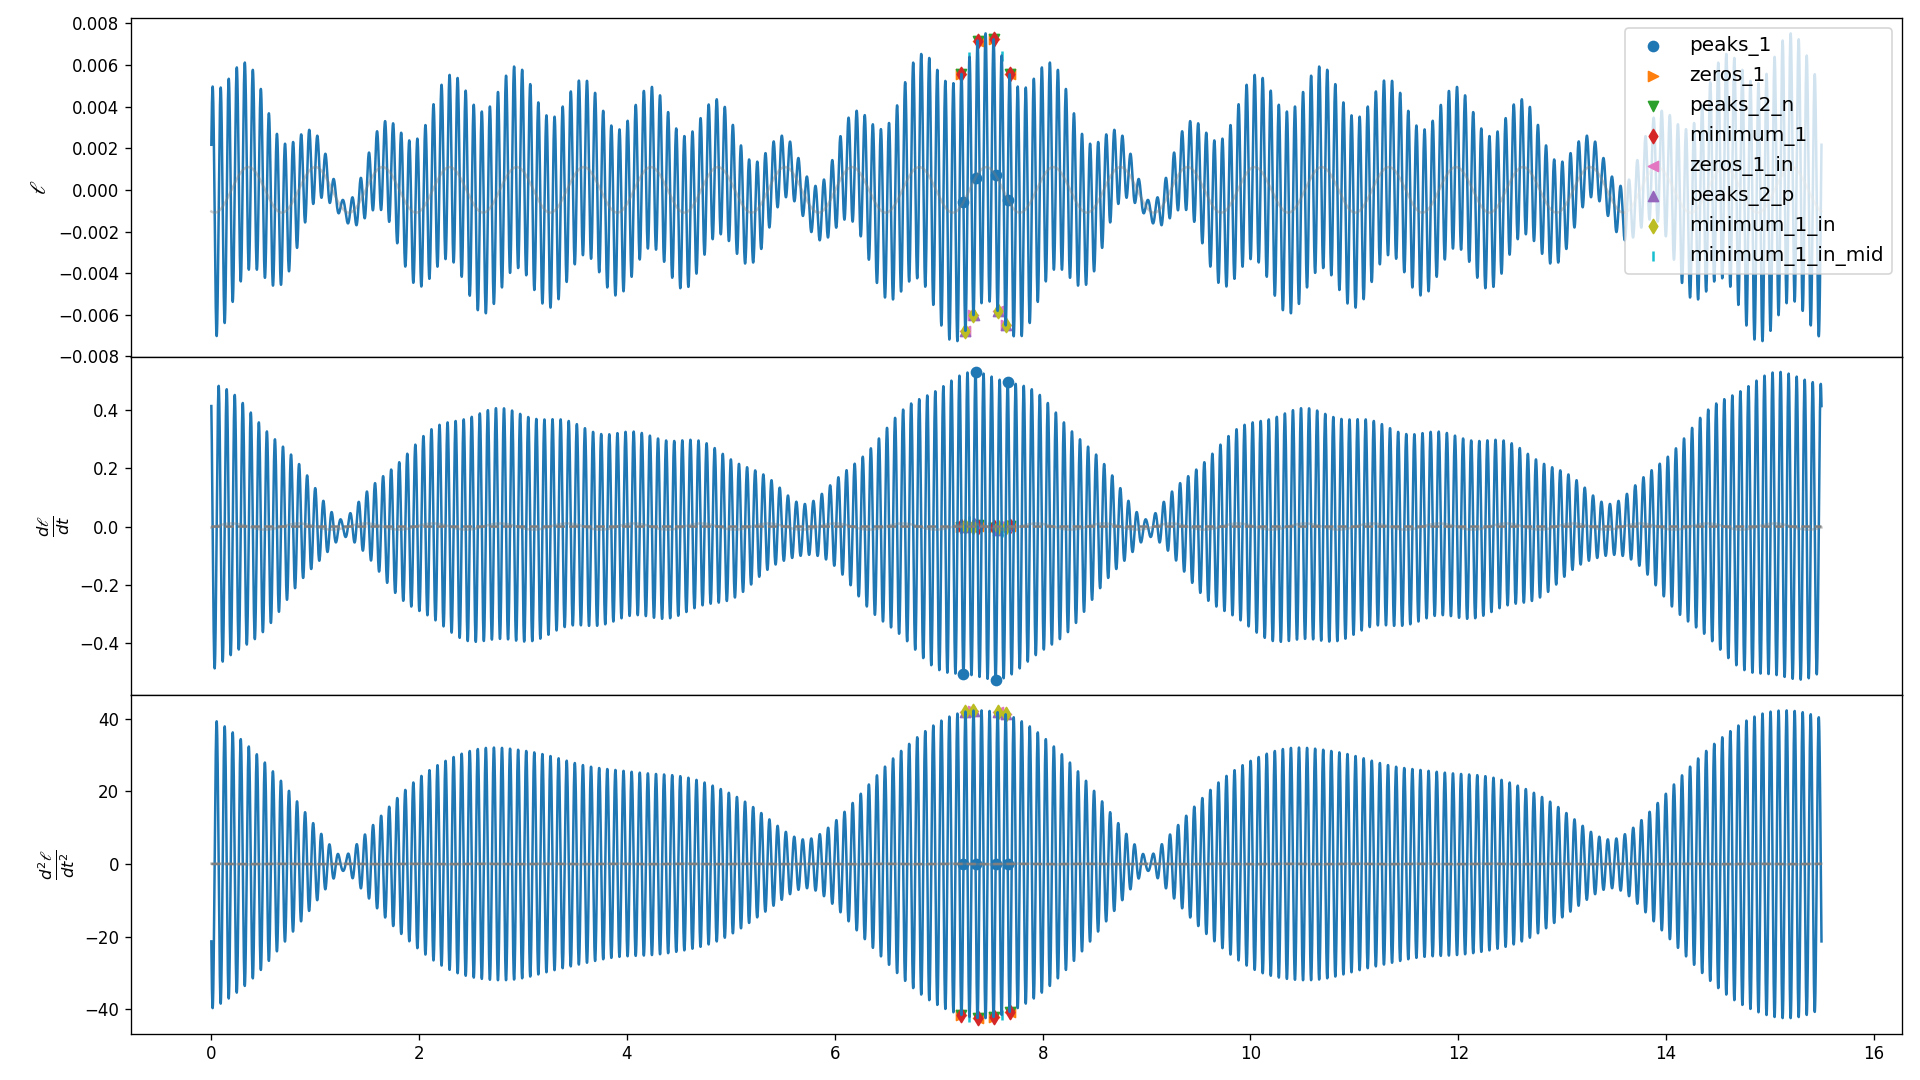 0.008
0.006
0.004
0.002
0.000
−0.002
−0.004
−0.006
−0.008
ℓ
peaks_1
zeros_1
peaks_2_n
minimum_1
zeros_1_in
peaks_2_p
minimum_1_in
minimum_1_in_mid
0.4
0.2
0.0
−0.2
−0.4
dℓ
dt
40
20
0
−20
−40
d²ℓ
dt²
0 2 4 6 8 10 12 14 16